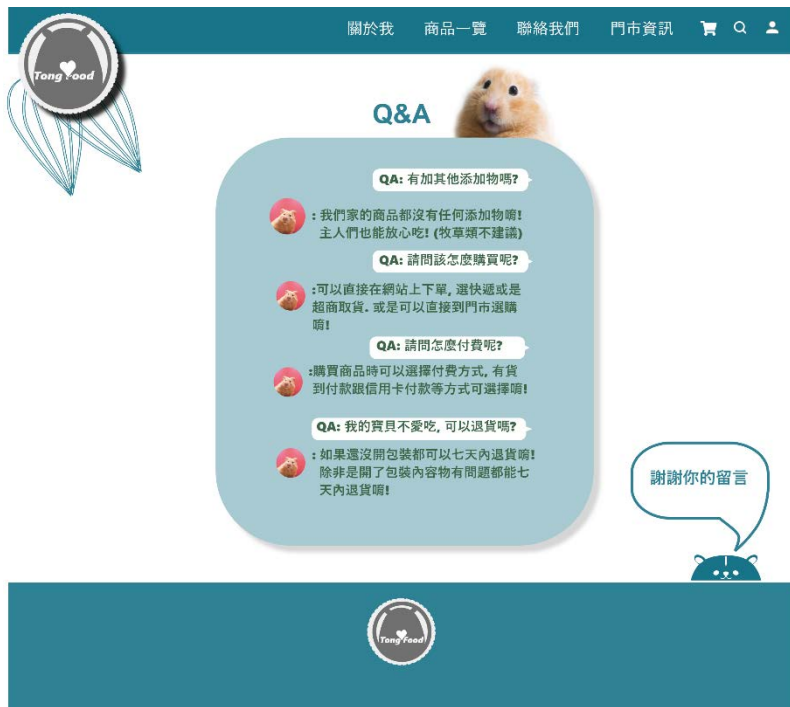 關於我 商品一覽 聯絡我們 門市資訊
Tong Food
Q&A
QA: 有加其他添加物嗎?
: 我們家的商品都沒有任何添加物唷!
主人們也能放心吃! (牧草類不建議)
QA: 請問該怎麼購買呢?
:可以直接在網站上下單, 選快遞或是
超商取貨. 或是可以直接到門市選購
唷!
QA: 請問怎麼付費呢?
:購買商品時可以選擇付費方式, 有貨
到付款跟信用卡付款等方式可選擇唷!
QA: 我的寶貝不愛吃, 可以退貨嗎?
: 如果還沒開包裝都可以七天內退貨唷!
除非是開了包裝內容物有問題都能七
天內退貨唷!
謝謝你的留言
Tong Food